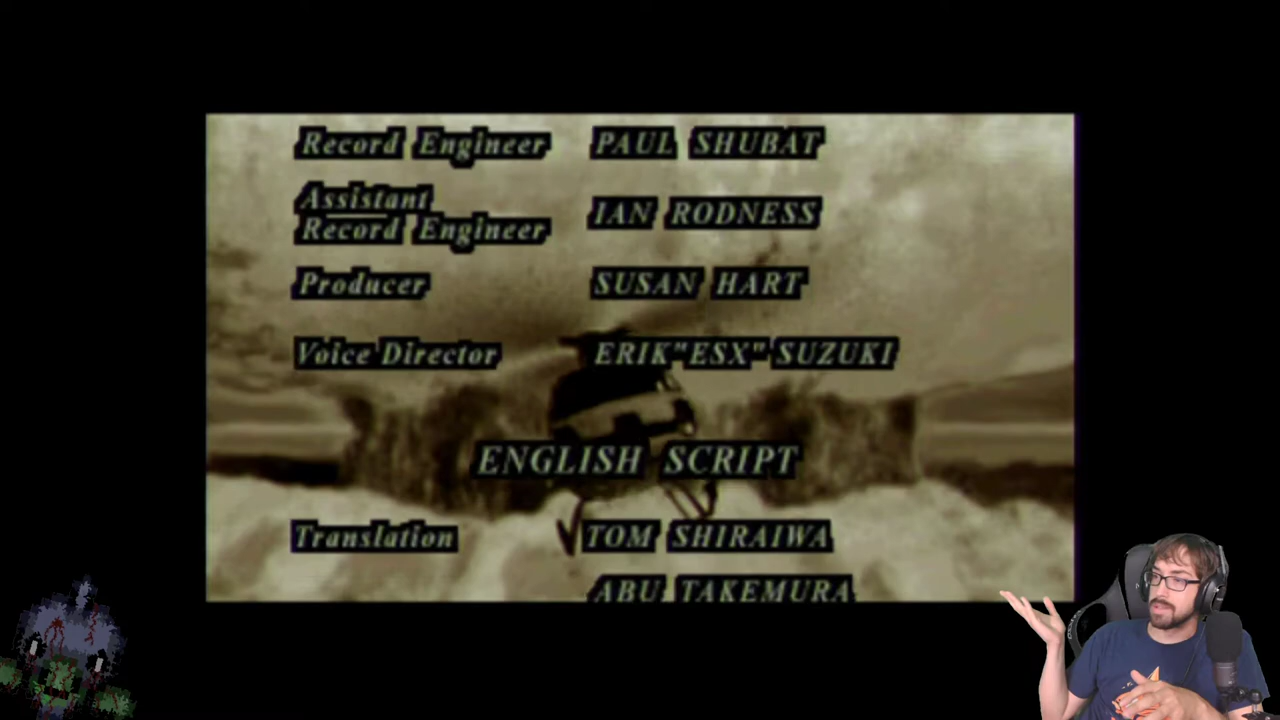 Record Engineer PAUL SHUBAT
Assistant
Record Engineer IAN RODNESS
Producer SUSAN HART
Voice Director ERIK"ESX" SUZUKI
ENGLISH SCRIPT
Translation TOM SHIRAIWA
ABU TAKEMURA